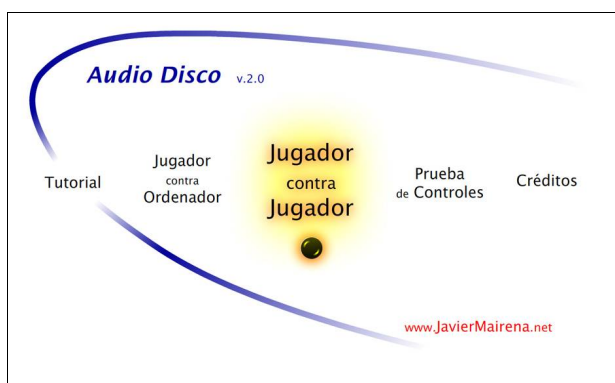 Audio Disco v.2.0
Tutorial
Jugador
contra
Ordenador
Jugador
contra
Jugador
Prueba
de Controles
Créditos
www.JavierMairena.net